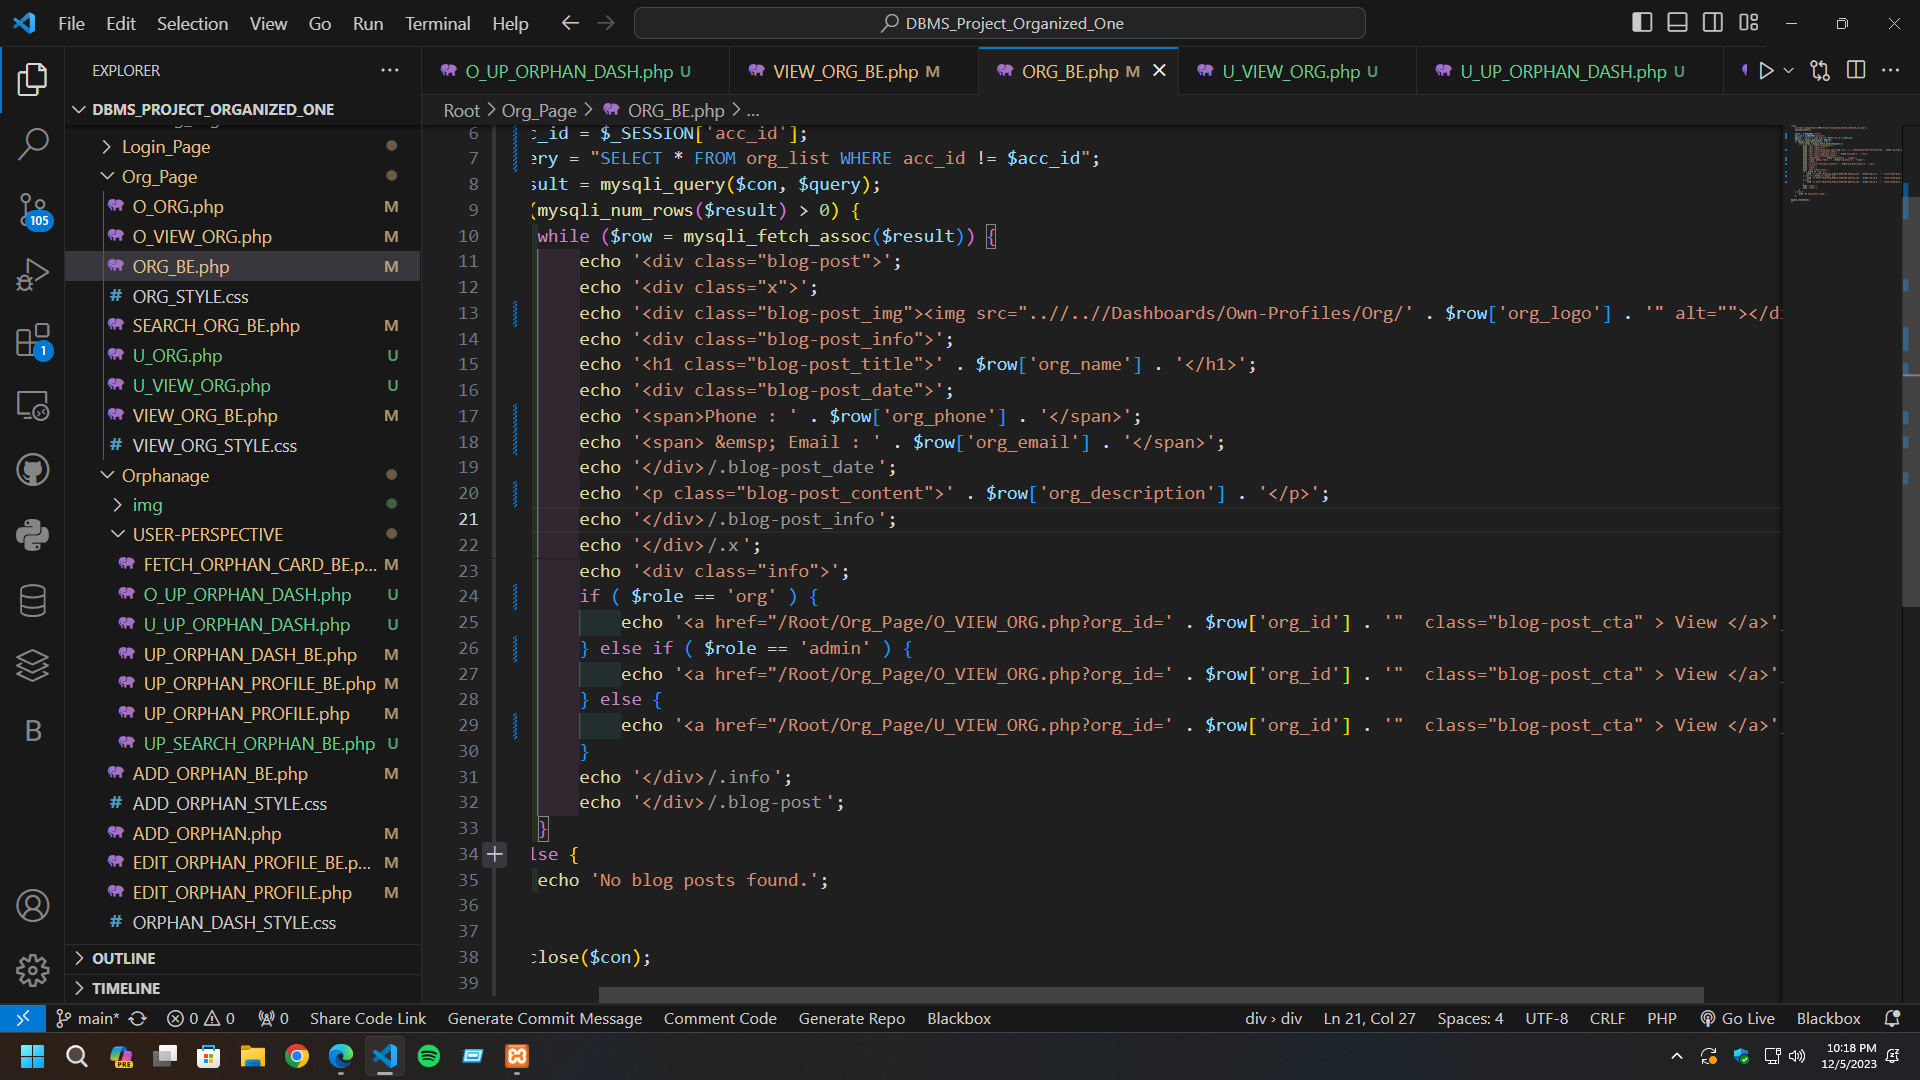 File Edit Selection View Go Run Terminal Help
DBMS_Project_Organized_One
EXPLORER
DBMS_PROJECT_ORGANIZED_ONE
Login_Page
Org_Page
O_ORG.php M
O_VIEW_ORG.php M
ORG_BE.php M
# ORG_STYLE.css
SEARCH_ORG_BE.php M
U_ORG.php U
U_VIEW_ORG.php U
VIEW_ORG_BE.php M
# VIEW_ORG_STYLE.css
Orphanage
img
USER-PERSPECTIVE
FETCH_ORPHAN_CARD_BE.p... M
O_UP_ORPHAN_DASH.php U
U_UP_ORPHAN_DASH.php U
UP_ORPHAN_DASH_BE.php M
UP_ORPHAN_PROFILE_BE.php M
UP_ORPHAN_PROFILE.php M
UP_SEARCH_ORPHAN_BE.php U
ADD_ORPHAN_BE.php M
# ADD_ORPHAN_STYLE.css
ADD_ORPHAN.php M
EDIT_ORPHAN_PROFILE_BE.p... M
EDIT_ORPHAN_PROFILE.php M
# ORPHAN_DASH_STYLE.css
OUTLINE
TIMELINE
105
1
B
O_UP_ORPHAN_DASH.php U VIEW_ORG_BE.php M ORG_BE.php M U_VIEW_ORG.php U U_UP_ORPHAN_DASH.php U
Root > Org_Page > ORG_BE.php > ...
6 c_id = $_SESSION['acc_id'];
7 ery = "SELECT * FROM org_list WHERE acc_id != $acc_id";
8 sult = mysqli_query($con, $query);
9 (mysqli_num_rows($result) > 0) {
10 while ($row = mysqli_fetch_assoc($result)) {
11 echo '<div class="blog-post">';
12 echo '<div class="x">';
13 echo '<div class="blog-post_img"><img src="..//..//Dashboards/Own-Profiles/Org/' . $row['org_logo'] . '" alt=""></di
14 echo '<div class="blog-post_info">';
15 echo '<h1 class="blog-post_title">' . $row['org_name'] . '</h1>';
16 echo '<div class="blog-post_date">';
17 echo '<span>Phone : ' . $row['org_phone'] . '</span>';
18 echo '<span> &emsp; Email : ' . $row['org_email'] . '</span>';
19 echo '</div>/.blog-post_date';
20 echo '<p class="blog-post_content">' . $row['org_description'] . '</p>';
21 echo '</div>/.blog-post_info';
22 echo '</div>/.x';
23 echo '<div class="info">';
24 if ( $role == 'org' ) {
25 echo '<a href="/Root/Org_Page/O_VIEW_ORG.php?org_id=' . $row['org_id'] . '"  class="blog-post_cta" > View </a>'
26 } else if ( $role == 'admin' ) {
27 echo '<a href="/Root/Org_Page/O_VIEW_ORG.php?org_id=' . $row['org_id'] . '"  class="blog-post_cta" > View </a>'
28 } else {
29 echo '<a href="/Root/Org_Page/U_VIEW_ORG.php?org_id=' . $row['org_id'] . '"  class="blog-post_cta" > View </a>'
30 }
31 echo '</div>/.info';
32 echo '</div>/.blog-post';
33 }
34 lse {
35 echo 'No blog posts found.';
36
37
38 close($con);
39
main* 0 0 0 Share Code Link Generate Commit Message Comment Code Generate Repo Blackbox div > div Ln 21, Col 27 Spaces: 4 UTF-8 CRLF PHP Go Live Blackbox
PRE
10:18 PM
12/5/2023